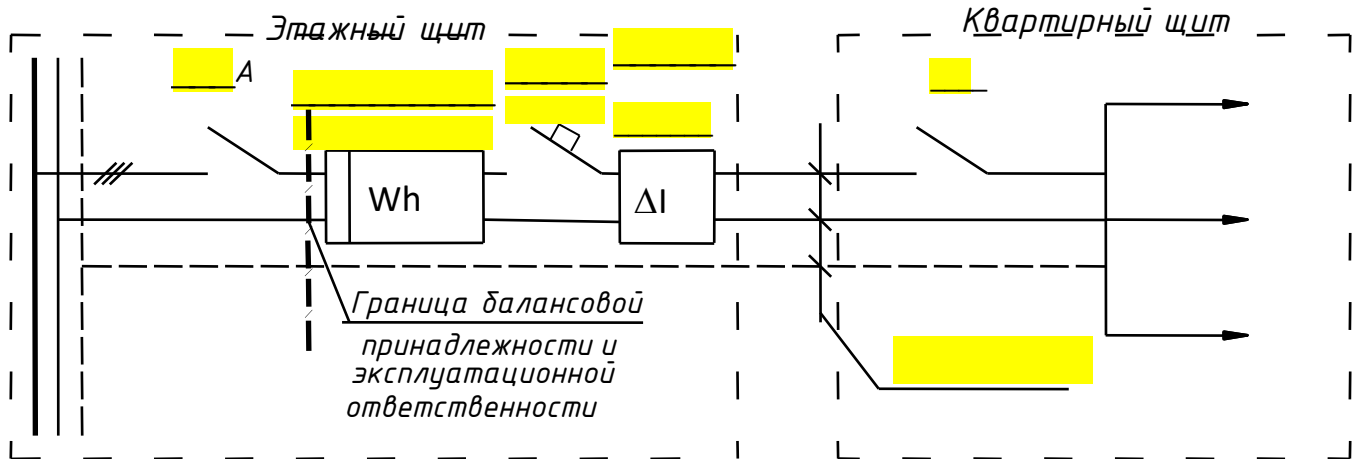 Этажный щит
Квартирный щит
А
Wh
ΔI
Граница балансовой
принадлежности и
эксплуатационной
ответственности